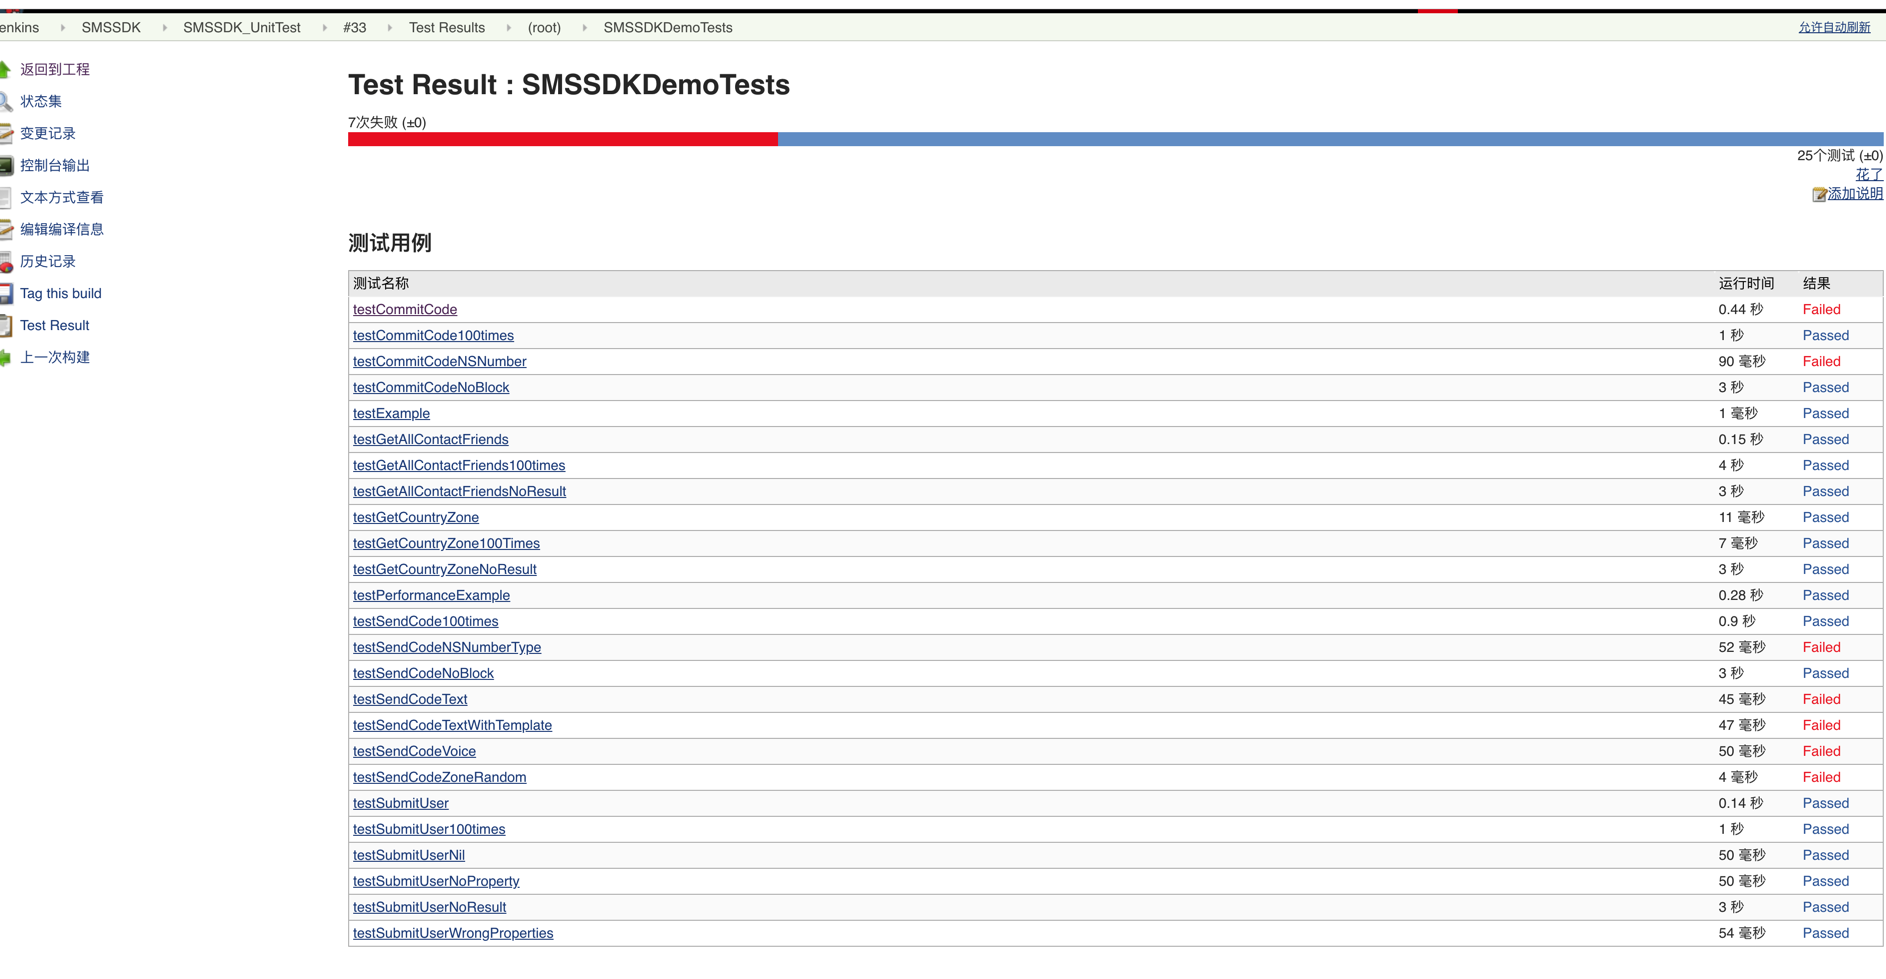 enkins SMSSDK SMSSDK_UnitTest #33 Test Results (root) SMSSDKDemoTests 允许自动刷新
返回到工程
状态集
变更记录
控制台输出
文本方式查看
编辑编译信息
历史记录
Tag this build
Test Result
上一次构建
Test Result : SMSSDKDemoTests
7次失败 (±0)
25个测试 (±0)
花了
添加说明
测试用例
测试名称 运行时间 结果
testCommitCode 0.44 秒 Failed
testCommitCode100times 1 秒 Passed
testCommitCodeNSNumber 90 毫秒 Failed
testCommitCodeNoBlock 3 秒 Passed
testExample 1 毫秒 Passed
testGetAllContactFriends 0.15 秒 Passed
testGetAllContactFriends100times 4 秒 Passed
testGetAllContactFriendsNoResult 3 秒 Passed
testGetCountryZone 11 毫秒 Passed
testGetCountryZone100Times 7 毫秒 Passed
testGetCountryZoneNoResult 3 秒 Passed
testPerformanceExample 0.28 秒 Passed
testSendCode100times 0.9 秒 Passed
testSendCodeNSNumberType 52 毫秒 Failed
testSendCodeNoBlock 3 秒 Passed
testSendCodeText 45 毫秒 Failed
testSendCodeTextWithTemplate 47 毫秒 Failed
testSendCodeVoice 50 毫秒 Failed
testSendCodeZoneRandom 4 毫秒 Failed
testSubmitUser 0.14 秒 Passed
testSubmitUser100times 1 秒 Passed
testSubmitUserNil 50 毫秒 Passed
testSubmitUserNoProperty 50 毫秒 Passed
testSubmitUserNoResult 3 秒 Passed
testSubmitUserWrongProperties 54 毫秒 Passed